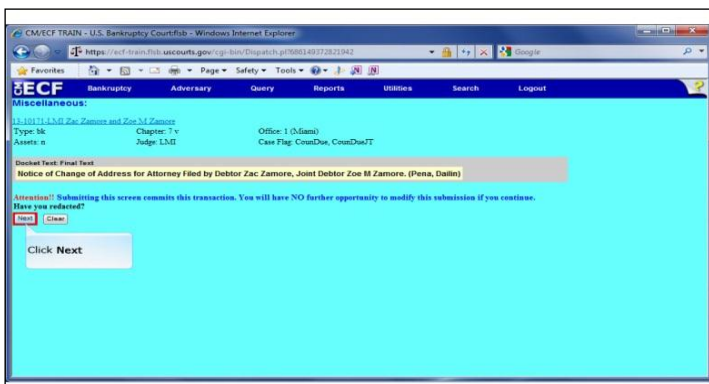 CM/ECF TRAIN - U.S. Bankruptcy Court:flsb - Windows Internet Explorer
https://ecf-train.flsb.uscourts.gov/cgi-bin/Dispatch.pl?680149372821942
Google
Favorites Page Safety Tools
ECF Bankruptcy Adversary Query Reports Utilities Search Logout
Miscellaneous:
13-10171-LMI Zac Zamore and Zoe M Zamore
Type: bk Chapter: 7 v Office: 1 (Miami)
Assets: n Judge: LMI Case Flag: CounDue, CounDueJT
Docket Text: Final Text
Notice of Change of Address for Attorney Filed by Debtor Zac Zamore, Joint Debtor Zoe M Zamore. (Pena, Dailin)
Attention!! Submitting this screen commits this transaction. You will have NO further opportunity to modify this submission if you continue.
Have you redacted?
Next Clear
Click Next